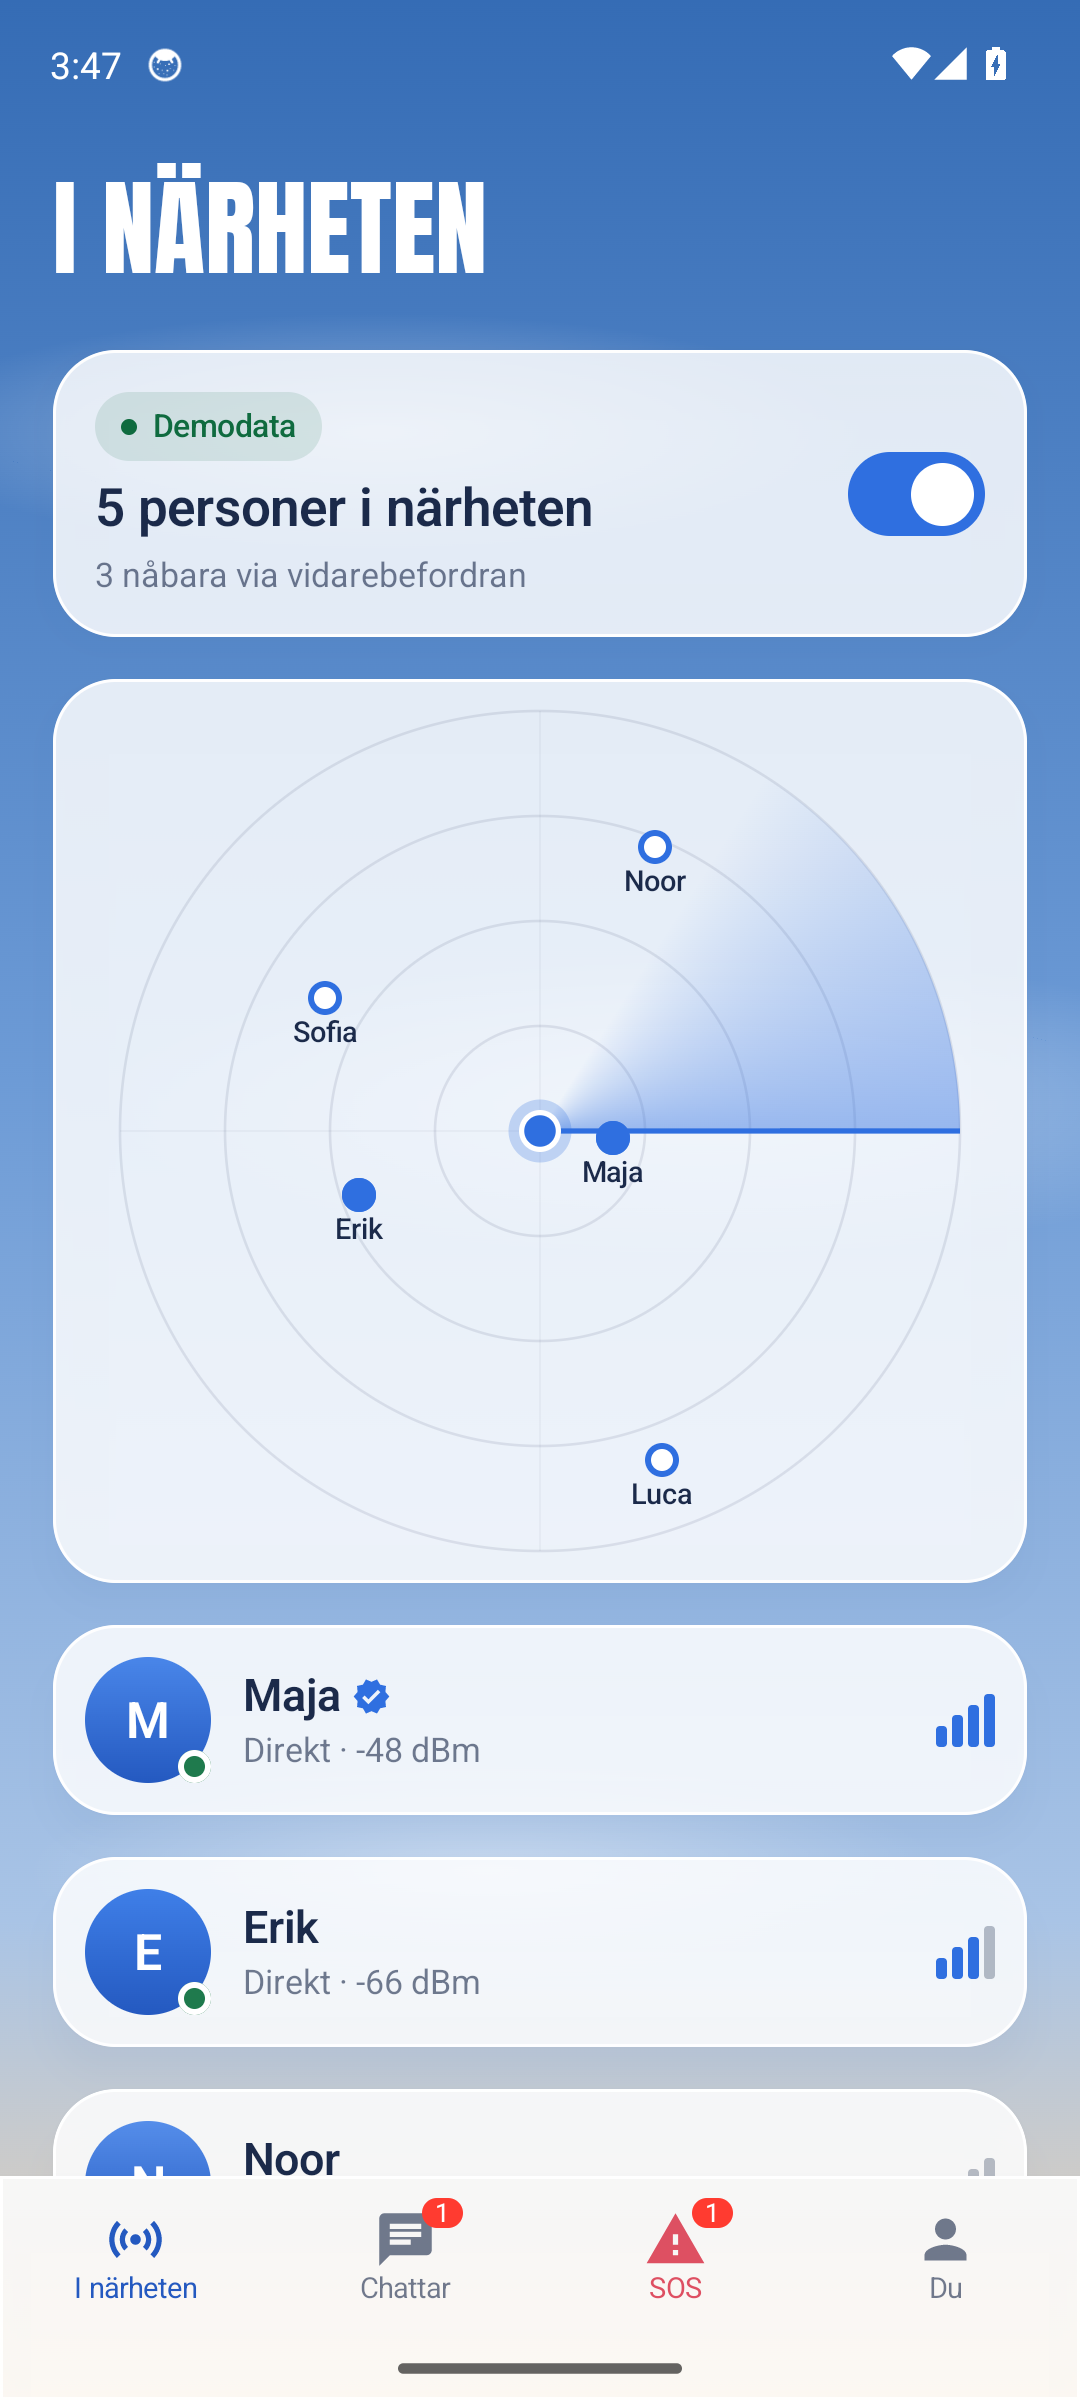 3:47
I NÄRHETEN
Demodata
5 personer i närheten
3 nåbara via vidarebefordran
Noor
Sofia
Maja
Erik
Luca
M
Maja
Direkt · -48 dBm
E
Erik
Direkt · -66 dBm
N
Noor
1
1
I närheten
Chattar
SOS
Du